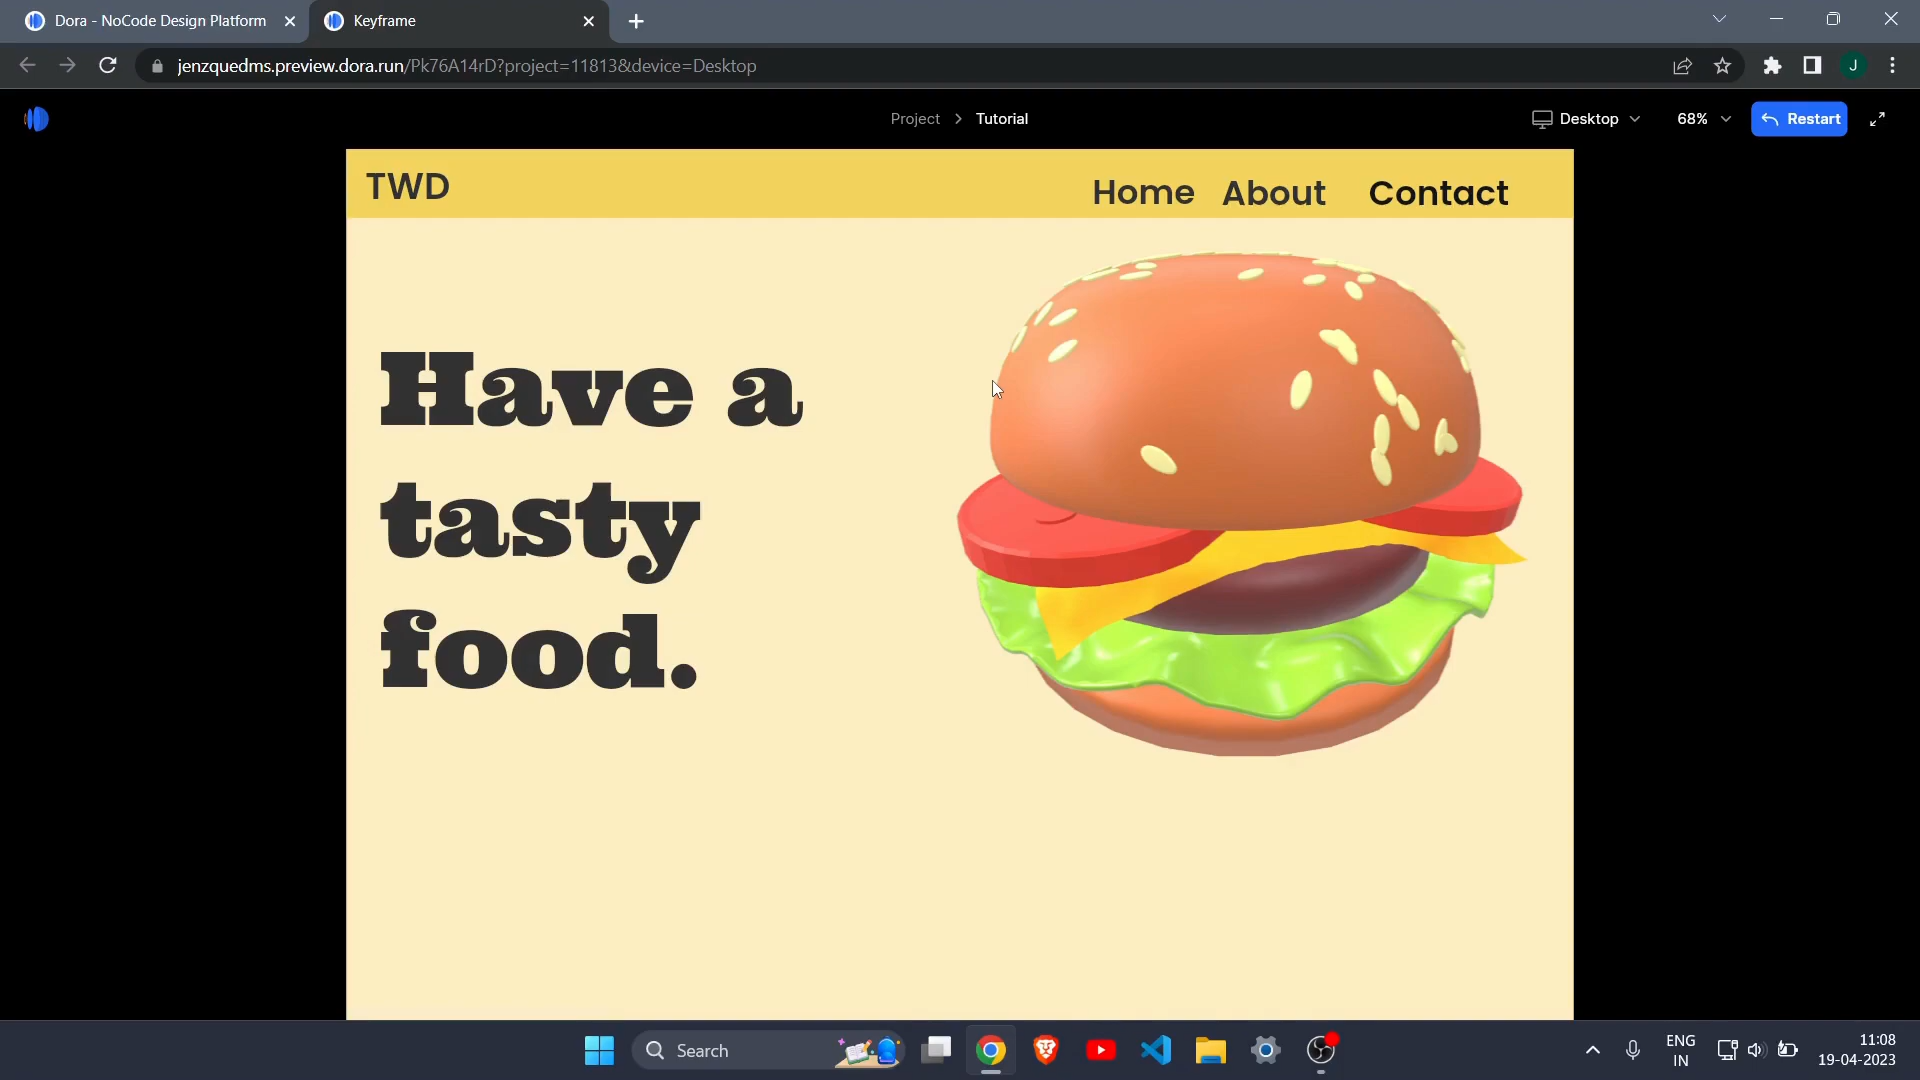 Dora - NoCode Design Platform
Keyframe
jenzquedms.preview.dora.run/Pk76A14rD?project=11813&device=Desktop
J
Project > Tutorial
Desktop
68%
Restart
TWD
Home
About
Contact
Have a
tasty
food.
Search
ENG
IN
11:08
19-04-2023